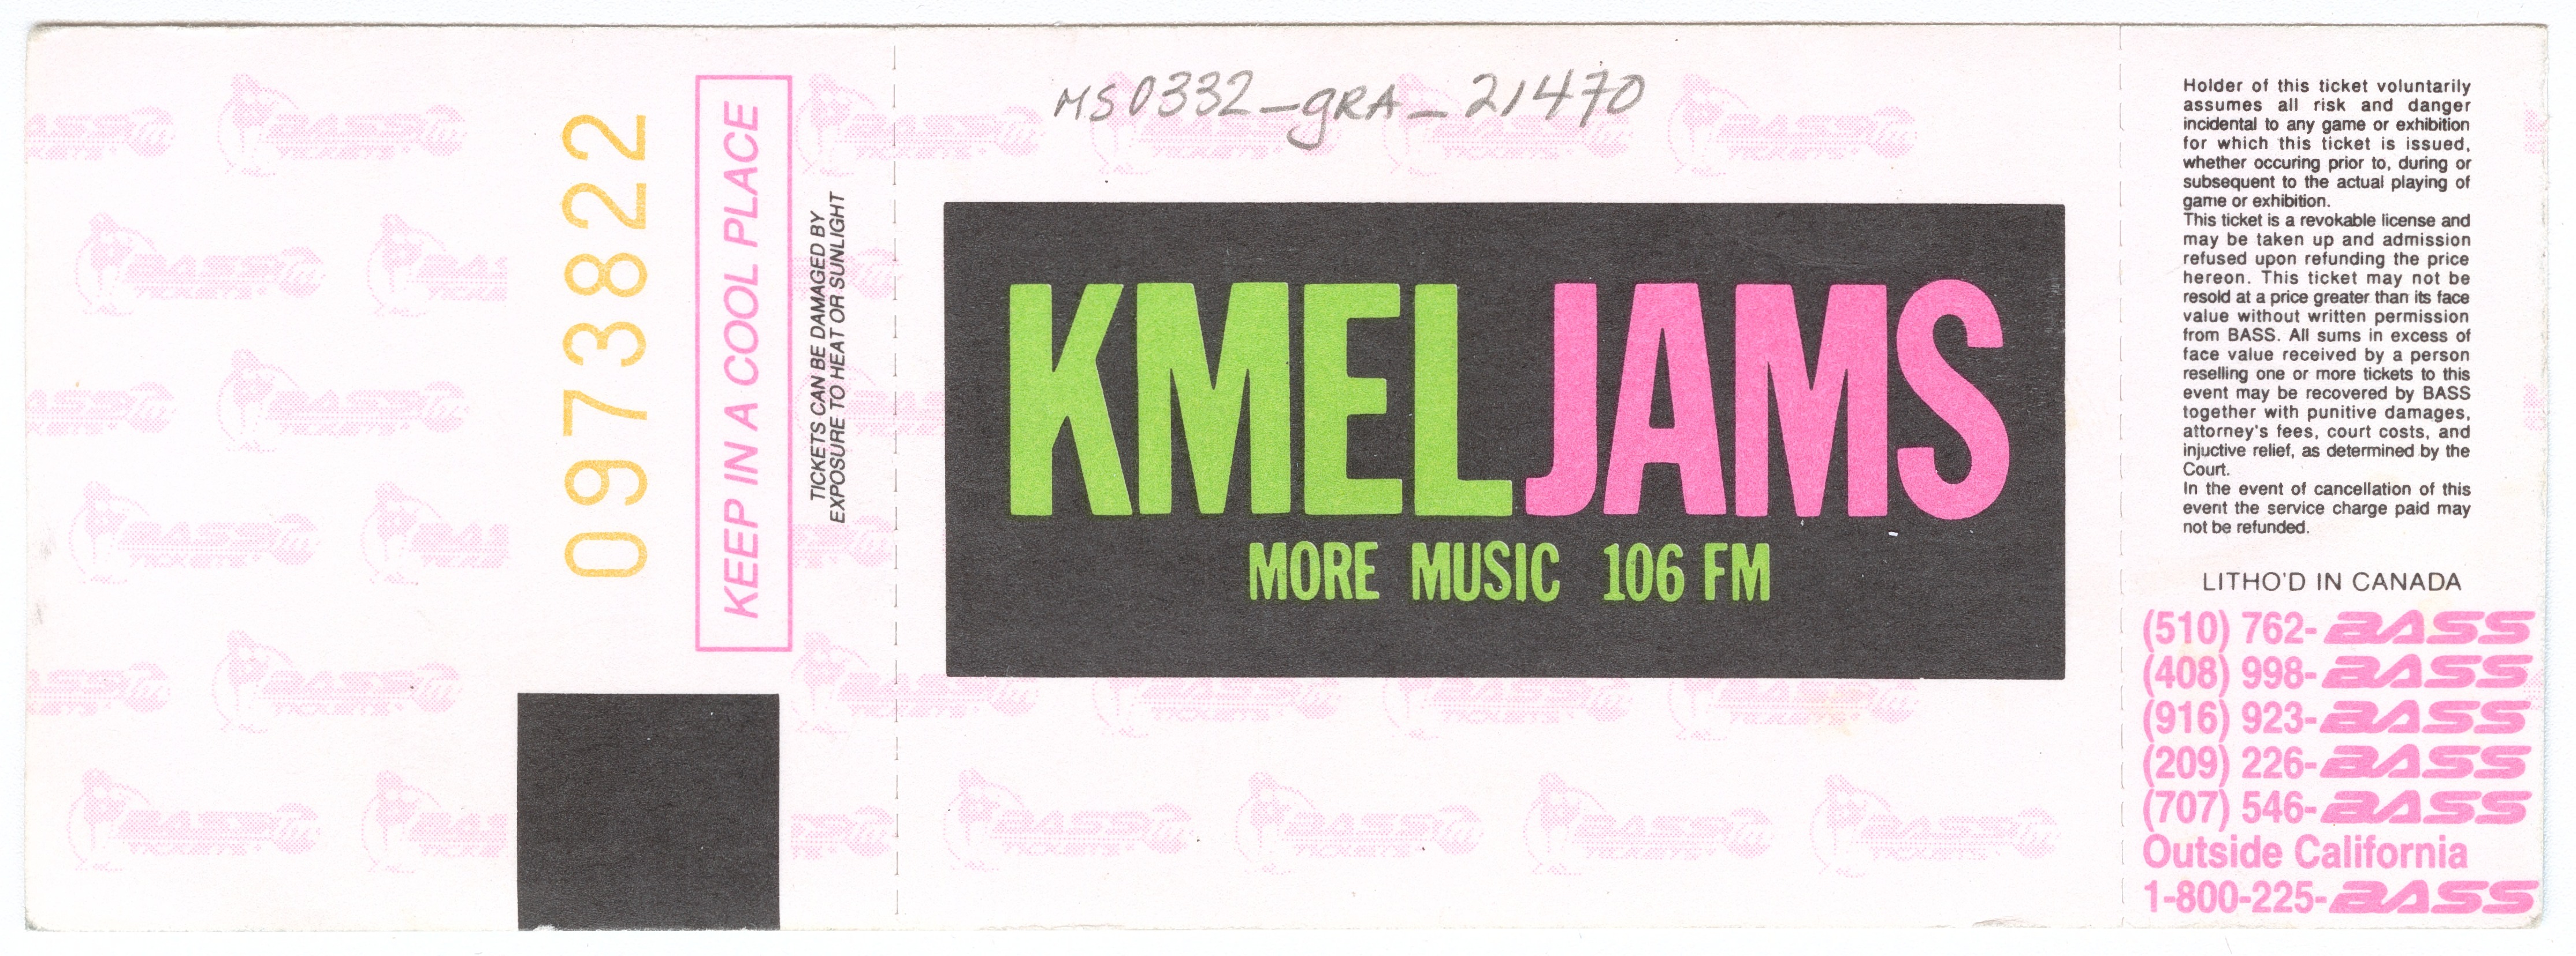 0973822
KEEP IN A COOL PLACE
TICKETS CAN BE DAMAGED BY
EXPOSURE TO HEAT OR SUNLIGHT
MS0332_gRA_21470
KMELJAMS
MORE MUSIC 106 FM
Holder of this ticket voluntarily
assumes all risk and danger
incidental to any game or exhibition
for which this ticket is issued,
whether occuring prior to, during or
subsequent to the actual playing of
game or exhibition.
This ticket is a revokable license and
may be taken up and admission
refused upon refunding the price
hereon. This ticket may not be
resold at a price greater than its face
value without written permission
from BASS. All sums in excess of
face value received by a person
reselling one or more tickets to this
event may be recovered by BASS
together with punitive damages,
attorney's fees, court costs, and
injuctive relief, as determined by the
Court.
In the event of cancellation of this
event the service charge paid may
not be refunded.
LITHO'D IN CANADA
(510) 762-BASS
(408) 998-BASS
(916) 923-BASS
(209) 226-BASS
(707) 546-BASS
Outside California
1-800-225-BASS